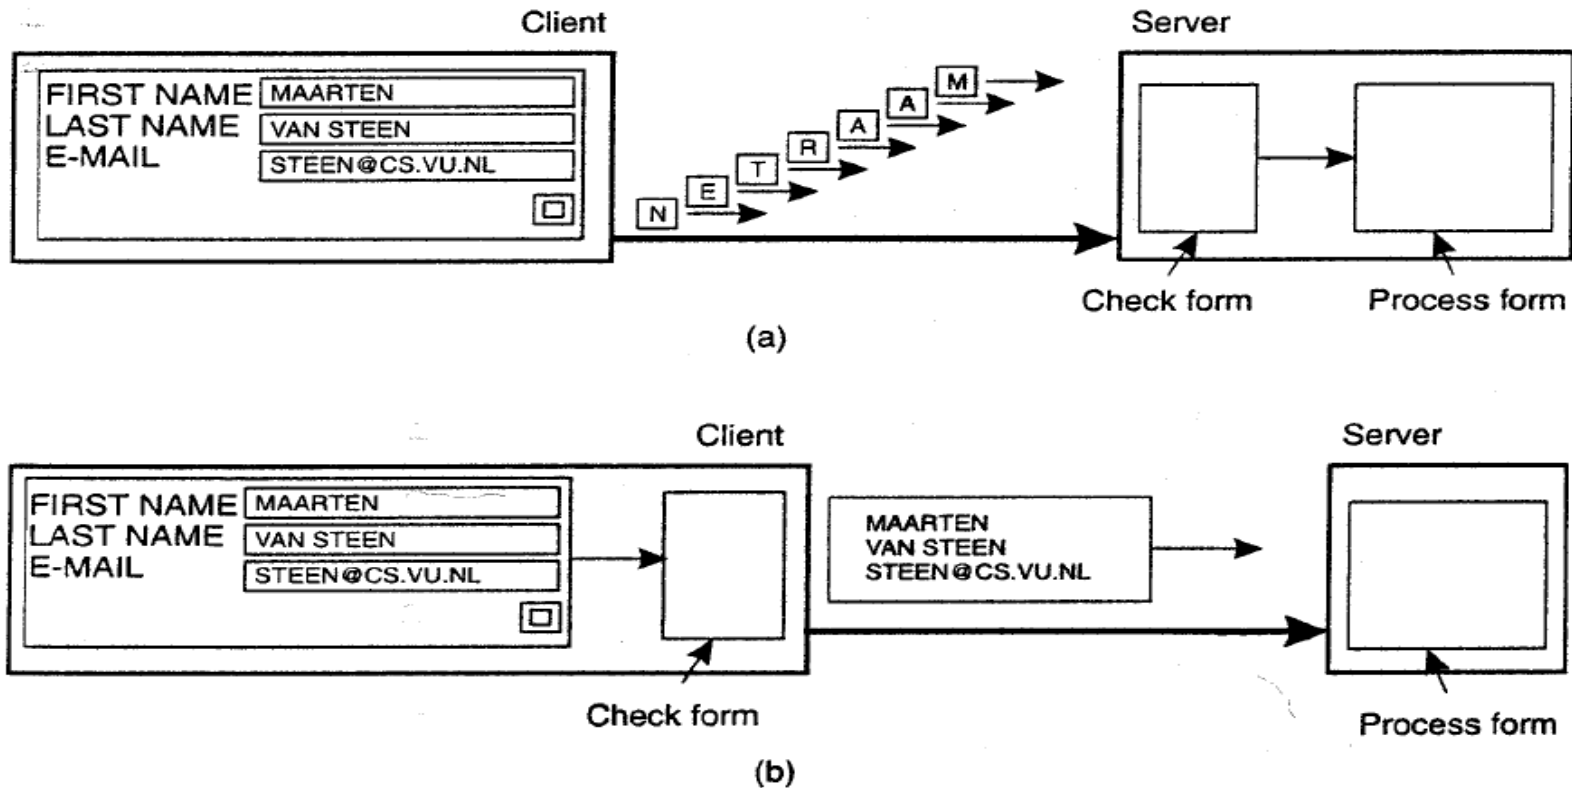 Client
Server
FIRST NAME MAARTEN
LAST NAME VAN STEEN
E-MAIL STEEN@CS.VU.NL
N E T R A A M
Check form
Process form
(a)
Client
Server
FIRST NAME MAARTEN
LAST NAME VAN STEEN
E-MAIL STEEN@CS.VU.NL
MAARTEN
VAN STEEN
STEEN@CS.VU.NL
Check form
Process form
(b)